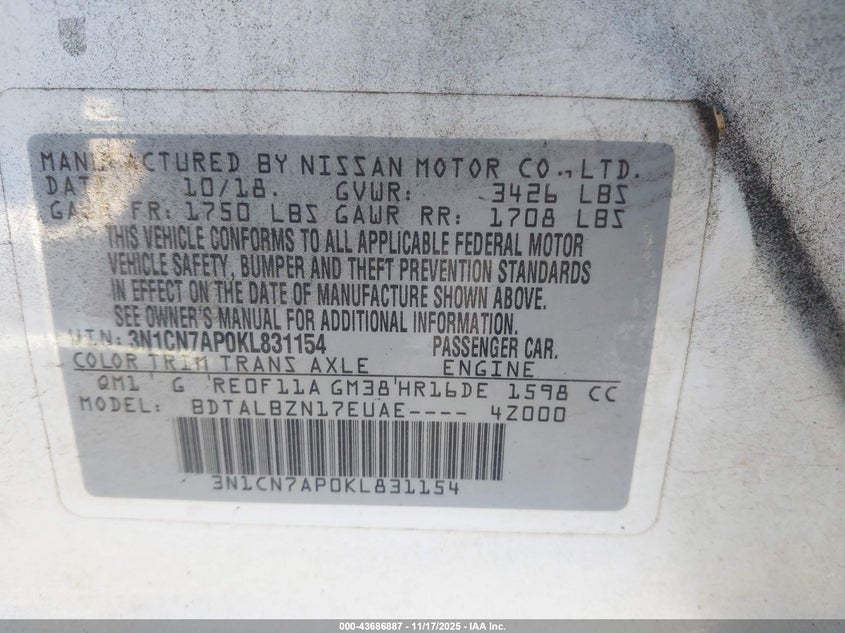 MANUFACTURED BY NISSAN MOTOR CO., LTD.
DATE 10/18. GVWR: 3426 LBS
GAWR FR: 1750 LBS GAWR RR: 1708 LBS
THIS VEHICLE CONFORMS TO ALL APPLICABLE FEDERAL MOTOR
VEHICLE SAFETY, BUMPER AND THEFT PREVENTION STANDARDS
IN EFFECT ON THE DATE OF MANUFACTURE SHOWN ABOVE.
SEE OWNER'S MANUAL FOR ADDITIONAL INFORMATION.
VIN: 3N1CN7AP0KL831154 PASSENGER CAR.
COLOR TRIM TRANS AXLE ENGINE
QM1 G RE0F11A GM38 HR16DE 1598 CC
MODEL: BDTALBZN17EUAE---- 4Z000
3N1CN7AP0KL831154
000-43686887 — 11/17/2025 — IAA Inc.